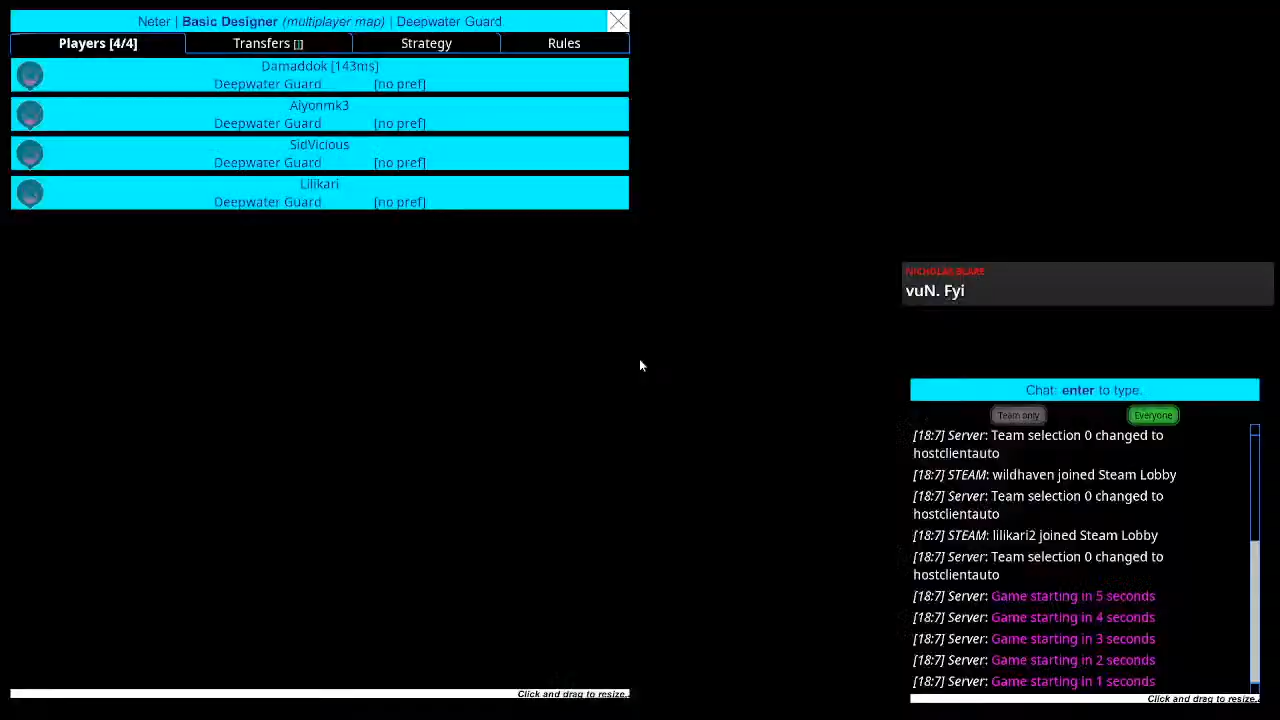 Neter | Basic Designer (multiplayer map) | Deepwater Guard
Players [4/4]
Transfers []
Strategy
Rules
Damaddok [143ms]
Deepwater Guard [no pref]
Alyonmk3
Deepwater Guard [no pref]
SidVicious
Deepwater Guard [no pref]
Lilikari
Deepwater Guard [no pref]
Click and drag to resize.
NICHOLAS BLAKE
vuN. Fyi
Chat: enter to type.
Team only
Everyone
[18:7] Server: Team selection 0 changed to
hostclientauto
[18:7] STEAM: wildhaven joined Steam Lobby
[18:7] Server: Team selection 0 changed to
hostclientauto
[18:7] STEAM: lilikari2 joined Steam Lobby
[18:7] Server: Team selection 0 changed to
hostclientauto
[18:7] Server: Game starting in 5 seconds
[18:7] Server: Game starting in 4 seconds
[18:7] Server: Game starting in 3 seconds
[18:7] Server: Game starting in 2 seconds
[18:7] Server: Game starting in 1 seconds
Click and drag to resize.